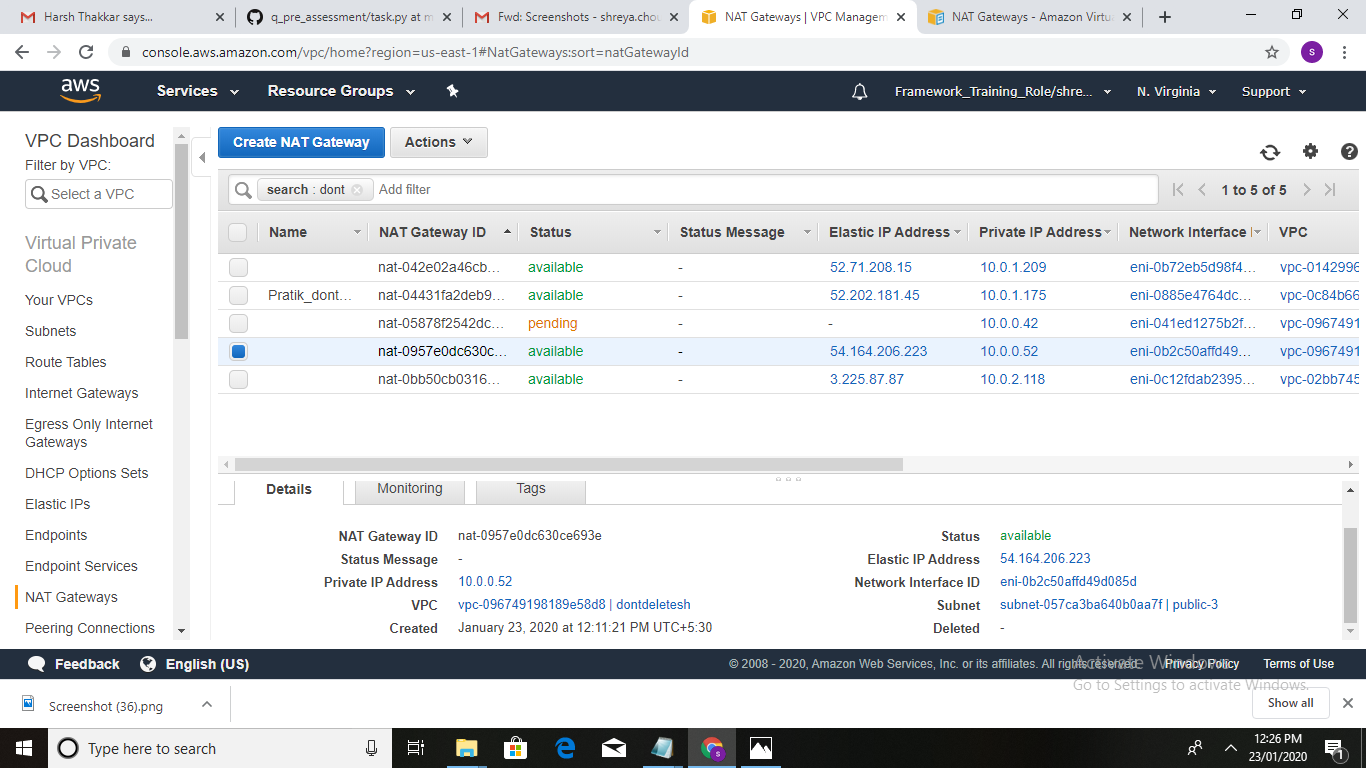 Harsh Thakkar says...
q_pre_assessment/task.py at m
Fwd: Screenshots - shreya.chou
NAT Gateways | VPC Managemen
NAT Gateways - Amazon Virtua
console.aws.amazon.com/vpc/home?region=us-east-1#NatGateways:sort=natGatewayId
s
aws
Services
Resource Groups
Framework_Training_Role/shre...
N. Virginia
Support
VPC Dashboard
Filter by VPC:
Select a VPC
Virtual Private
Cloud
Your VPCs
Subnets
Route Tables
Internet Gateways
Egress Only Internet
Gateways
DHCP Options Sets
Elastic IPs
Endpoints
Endpoint Services
NAT Gateways
Peering Connections
Create NAT Gateway Actions
search : dont Add filter
1 to 5 of 5
Name NAT Gateway ID Status Status Message Elastic IP Address Private IP Address Network Interface I VPC
nat-042e02a46cb... available - 52.71.208.15 10.0.1.209 eni-0b72eb5d98f4... vpc-0142996
Pratik_dont... nat-04431fa2deb9... available - 52.202.181.45 10.0.1.175 eni-0885e4764dc... vpc-0c84b66
nat-05878f2542dc... pending - - 10.0.0.42 eni-041ed1275b2f... vpc-0967491
nat-0957e0dc630c... available - 54.164.206.223 10.0.0.52 eni-0b2c50affd49... vpc-0967491
nat-0bb50cb0316... available - 3.225.87.87 10.0.2.118 eni-0c12fdab2395... vpc-02bb745
Details Monitoring Tags
NAT Gateway ID nat-0957e0dc630ce693e Status available
Status Message - Elastic IP Address 54.164.206.223
Private IP Address 10.0.0.52 Network Interface ID eni-0b2c50affd49d085d
VPC vpc-096749198189e58d8 | dontdeletesh Subnet subnet-057ca3ba640b0aa7f | public-3
Created January 23, 2020 at 12:11:21 PM UTC+5:30 Deleted -
Feedback English (US)
© 2008 - 2020, Amazon Web Services, Inc. or its affiliates. All rights reserved. Privacy Policy Terms of Use
Activate Windows
Go to Settings to activate Windows.
Screenshot (36).png
Show all
Type here to search
12:26 PM
23/01/2020
1